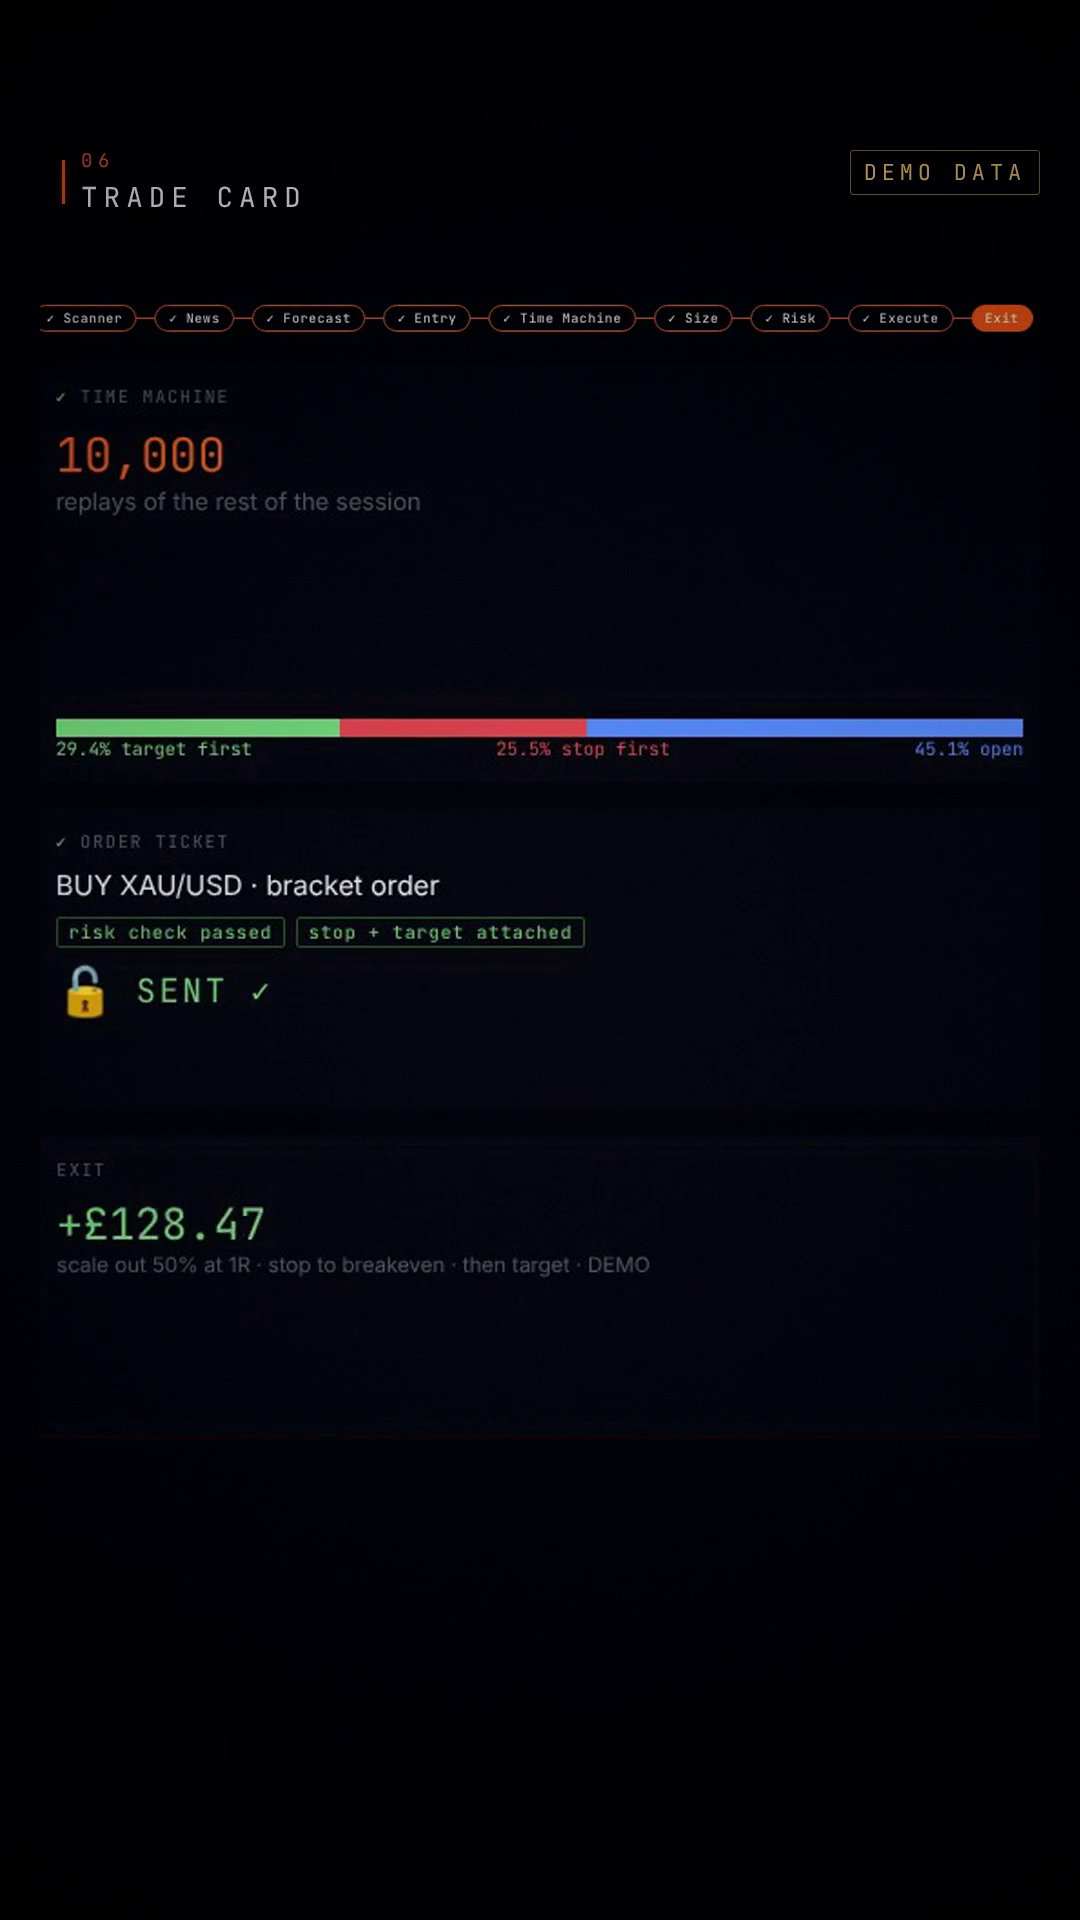 06
TRADE CARD
DEMO DATA
✓ Scanner ✓ News ✓ Forecast ✓ Entry ✓ Time Machine ✓ Size ✓ Risk ✓ Execute Exit
✓ TIME MACHINE
10,000
replays of the rest of the session
29.4% target first 25.5% stop first 45.1% open
✓ ORDER TICKET
BUY XAU/USD · bracket order
risk check passed stop + target attached
SENT ✓
EXIT
+£128.47
scale out 50% at 1R · stop to breakeven · then target · DEMO